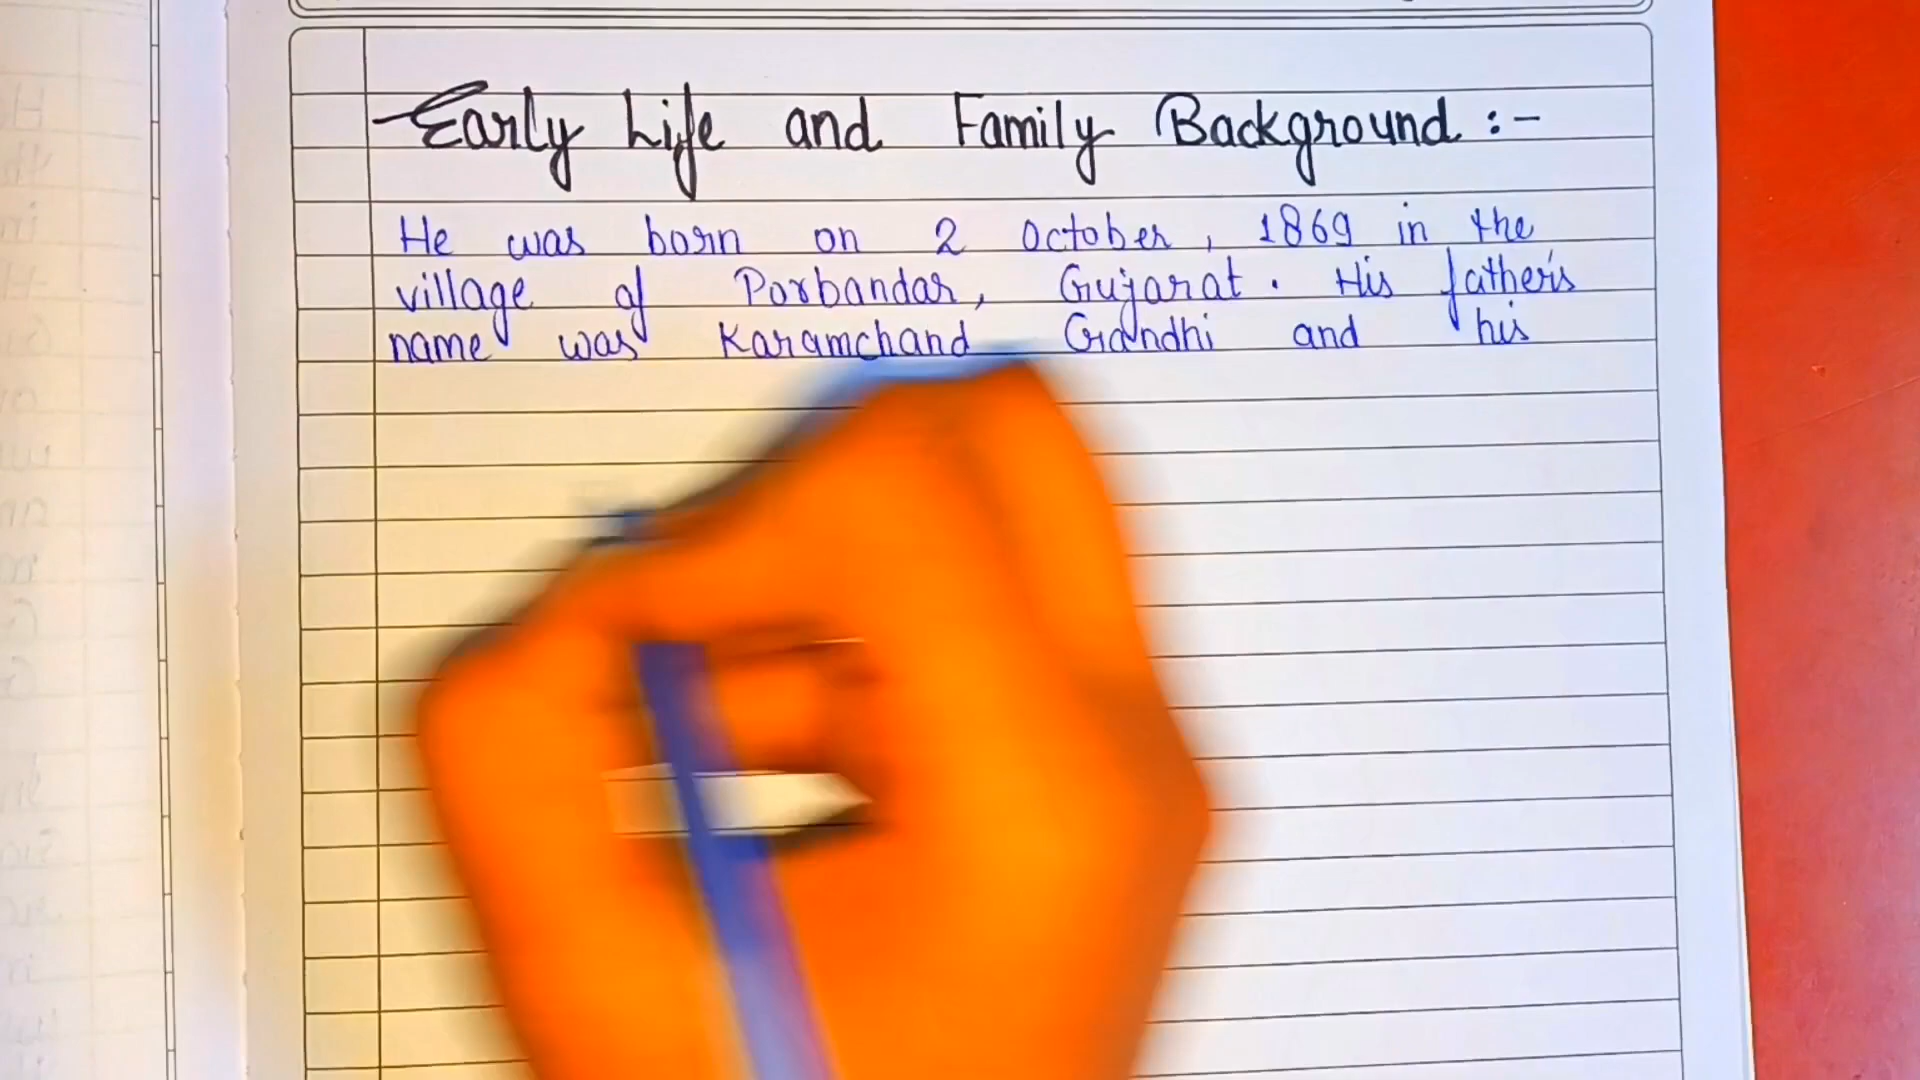 Early Life and Family Background :-
He was born on 2 October, 1869 in the
village of Porbandar, Gujarat. His father's
name was Karamchand Gandhi and his